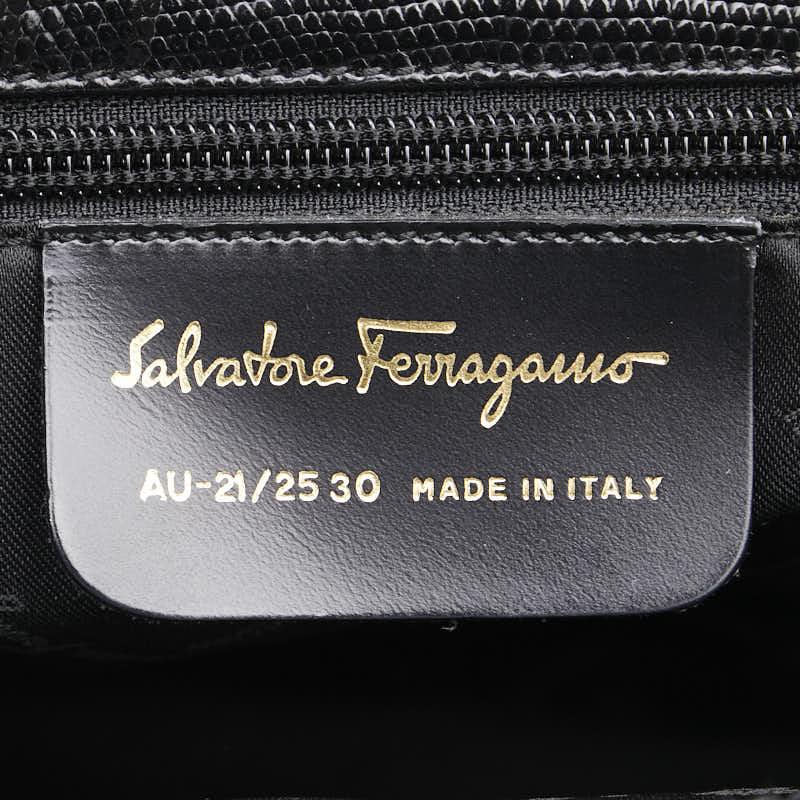 Salvatore Ferragamo
AU-21/25 30 MADE IN ITALY